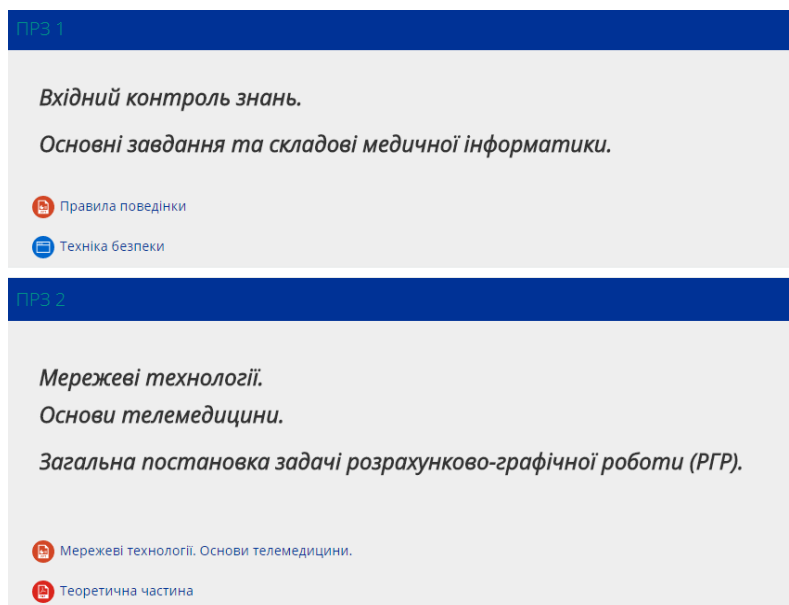 ПРЗ 1
Вхідний контроль знань.
Основні завдання та складові медичної інформатики.
Правила поведінки
Техніка безпеки
ПРЗ 2
Мережеві технології.
Основи телемедицини.
Загальна постановка задачі розрахунково-графічної роботи (РГР).
Мережеві технології. Основи телемедицини.
Теоретична частина